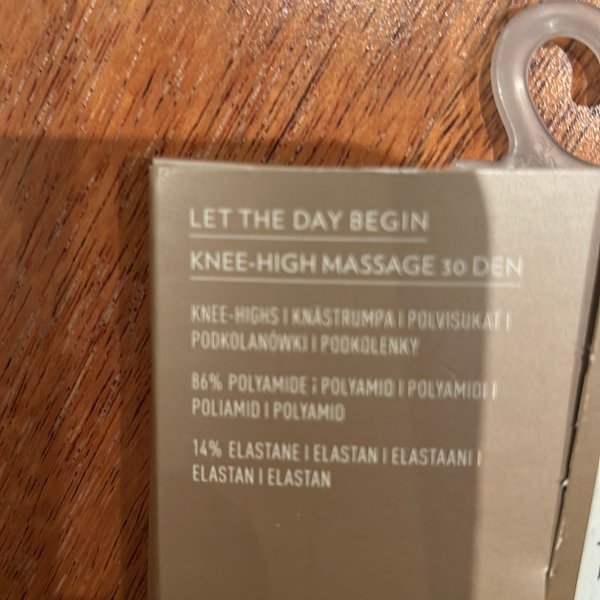 LET THE DAY BEGIN
KNEE-HIGH MASSAGE 30 DEN
KNEE-HIGHS | KNÄSTRUMPA | POLVISUKAT |
PODKOLANÓWKI | PODKOLENKY
86% POLYAMIDE | POLYAMID | POLYAMIDI |
POLIAMID | POLYAMID
14% ELASTANE | ELASTAN | ELASTAANI |
ELASTAN | ELASTAN